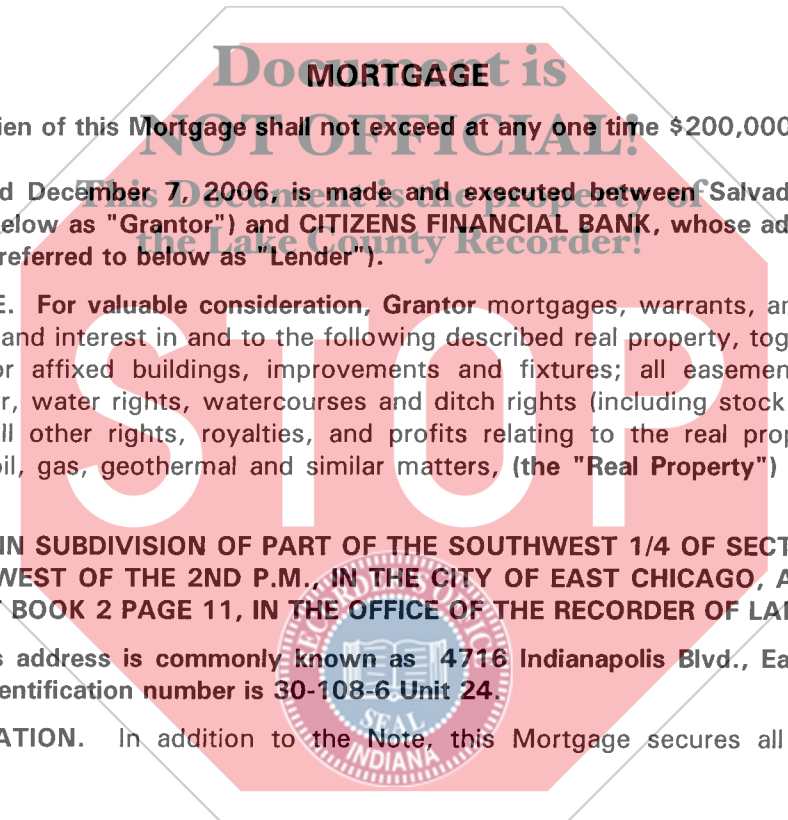 Document is
MORTGAGE
NOT OFFICIAL!
ien of this Mortgage shall not exceed at any one time $200,000
This Document is the property of
d December 7, 2006, is made and executed between Salvad
elow as "Grantor") and CITIZENS FINANCIAL BANK, whose ad
the Lake County Recorder!
referred to below as "Lender").
E. For valuable consideration, Grantor mortgages, warrants, an
and interest in and to the following described real property, tog
or affixed buildings, improvements and fixtures; all easemen
r, water rights, watercourses and ditch rights (including stock
ll other rights, royalties, and profits relating to the real prop
oil, gas, geothermal and similar matters, (the "Real Property")
STOP
IN SUBDIVISION OF PART OF THE SOUTHWEST 1/4 OF SECT
WEST OF THE 2ND P.M., IN THE CITY OF EAST CHICAGO, A
T BOOK 2 PAGE 11, IN THE OFFICE OF THE RECORDER OF LA
s address is commonly known as 4716 Indianapolis Blvd., Ea
entification number is 30-108-6 Unit 24.
ATION. In addition to the Note, this Mortgage secures all
SEAL
INDIANA